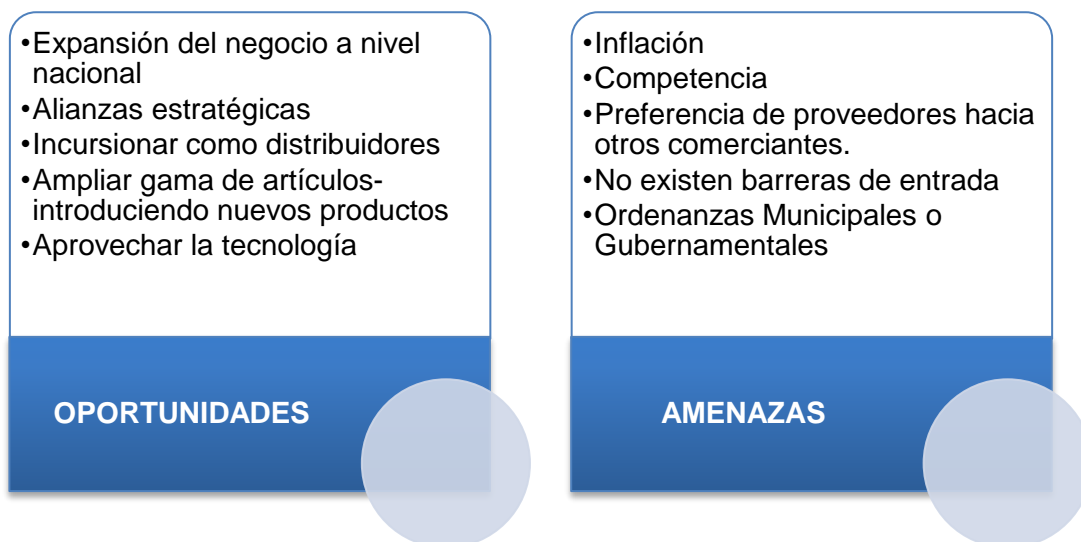 •Expansión del negocio a nivel
nacional
•Alianzas estratégicas
•Incursionar como distribuidores
•Ampliar gama de artículos-
introduciendo nuevos productos
•Aprovechar la tecnología
OPORTUNIDADES
•Inflación
•Competencia
•Preferencia de proveedores hacia
otros comerciantes.
•No existen barreras de entrada
•Ordenanzas Municipales o
Gubernamentales
AMENAZAS